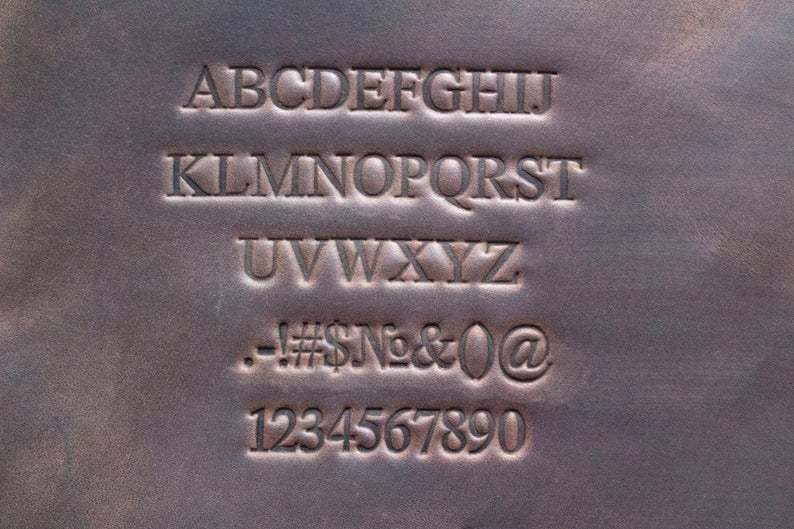 ABCDEFGHIJ
KLMNOPQRST
UVWXYZ
.-!#$№&()@
1234567890